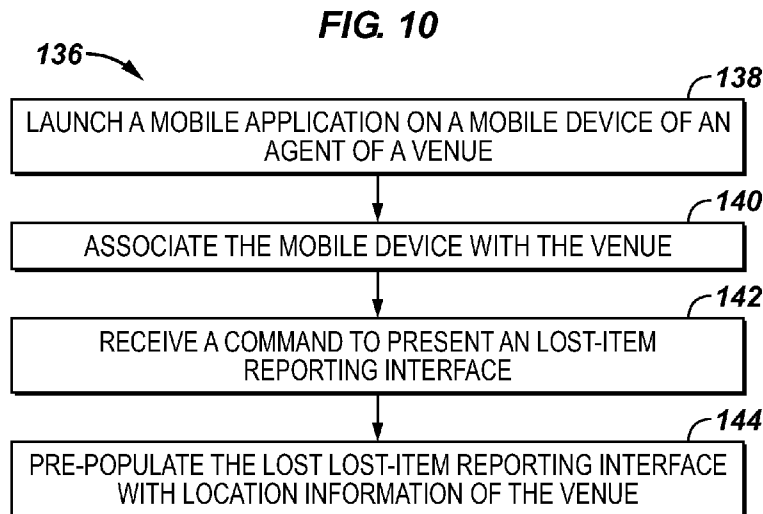 FIG. 10
136
138
LAUNCH A MOBILE APPLICATION ON A MOBILE DEVICE OF AN
AGENT OF A VENUE
140
ASSOCIATE THE MOBILE DEVICE WITH THE VENUE
142
RECEIVE A COMMAND TO PRESENT AN LOST-ITEM
REPORTING INTERFACE
144
PRE-POPULATE THE LOST LOST-ITEM REPORTING INTERFACE
WITH LOCATION INFORMATION OF THE VENUE